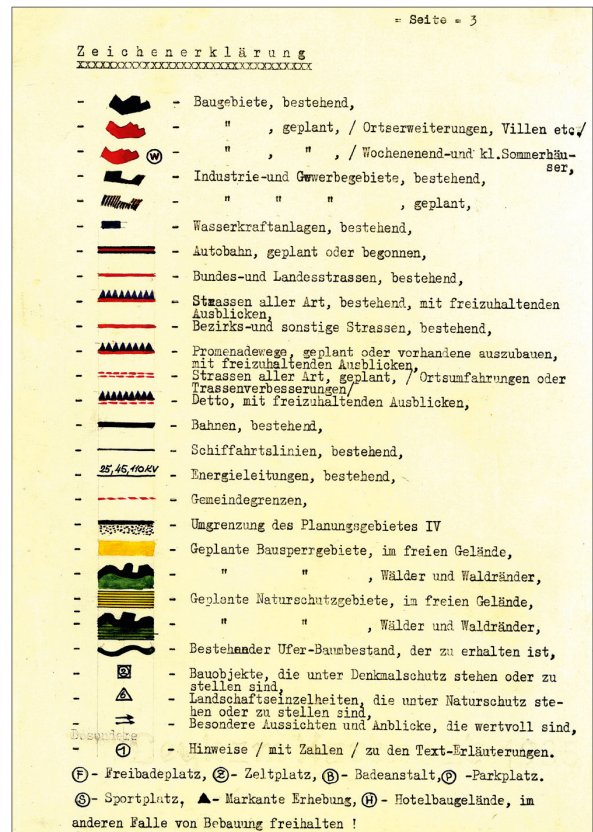 = Seite = 3
Zeichenerklärung
xxxxxxxxxxxxxxxxxxxxxxxxxxxxxxxx
- - Baugebiete, bestehend,
- - " , geplant, / Ortserweiterungen, Villen etc/
- Ⓦ - " , " , / Wochenenend-und kl.Sommerhäu-
ser,
- - Industrie-und Gewerbegebiete, bestehend,
- - " " " , geplant,
- - Wasserkraftanlagen, bestehend,
- - Autobahn, geplant oder begonnen,
- - Bundes-und Landesstrassen, bestehend,
- - Strassen aller Art, bestehend, mit freizuhaltenden
Ausblicken,
- - Bezirks-und sonstige Strassen, bestehend,
- - Promenadewege, geplant oder vorhandene auszubauen,
mit freizuhaltenden Ausblicken,
- - Strassen aller Art, geplant, / Ortsumfahrungen oder
Trassenverbesserungen/
- - Detto, mit freizuhaltenden Ausblicken,
- - Bahnen, bestehend,
- - Schiffahrtslinien, bestehend,
- 25, 45, 110 KV - Energieleitungen, bestehend,
- - Gemeindegrenzen,
- - Umgrenzung des Planungsgebietes IV
- - Geplante Bausperrgebiete, im freien Gelände,
- - " " , Wälder und Waldränder,
- - Geplante Naturschutzgebiete, im freien Gelände,
- - " " , Wälder und Waldränder,
- - Bestehender Ufer-Baumbestand, der zu erhalten ist,
- - Bauobjekte, die unter Denkmalschutz stehen oder zu
stellen sind,
- - Landschaftseinzelheiten, die unter Naturschutz ste-
hen oder zu stellen sind,
- - Besondere Aussichten und Anblicke, die wertvoll sind,
Besondere
- ① - Hinweise / mit Zahlen / zu den Text-Erläuterungen.
Ⓕ- Freibadeplatz, Ⓩ- Zeltplatz, Ⓑ- Badeanstalt, Ⓟ -Parkplatz.
Ⓢ- Sportplatz, ▲- Markante Erhebung, Ⓗ- Hotelbaugelände, im
anderen Falle von Bebauung freihalten !